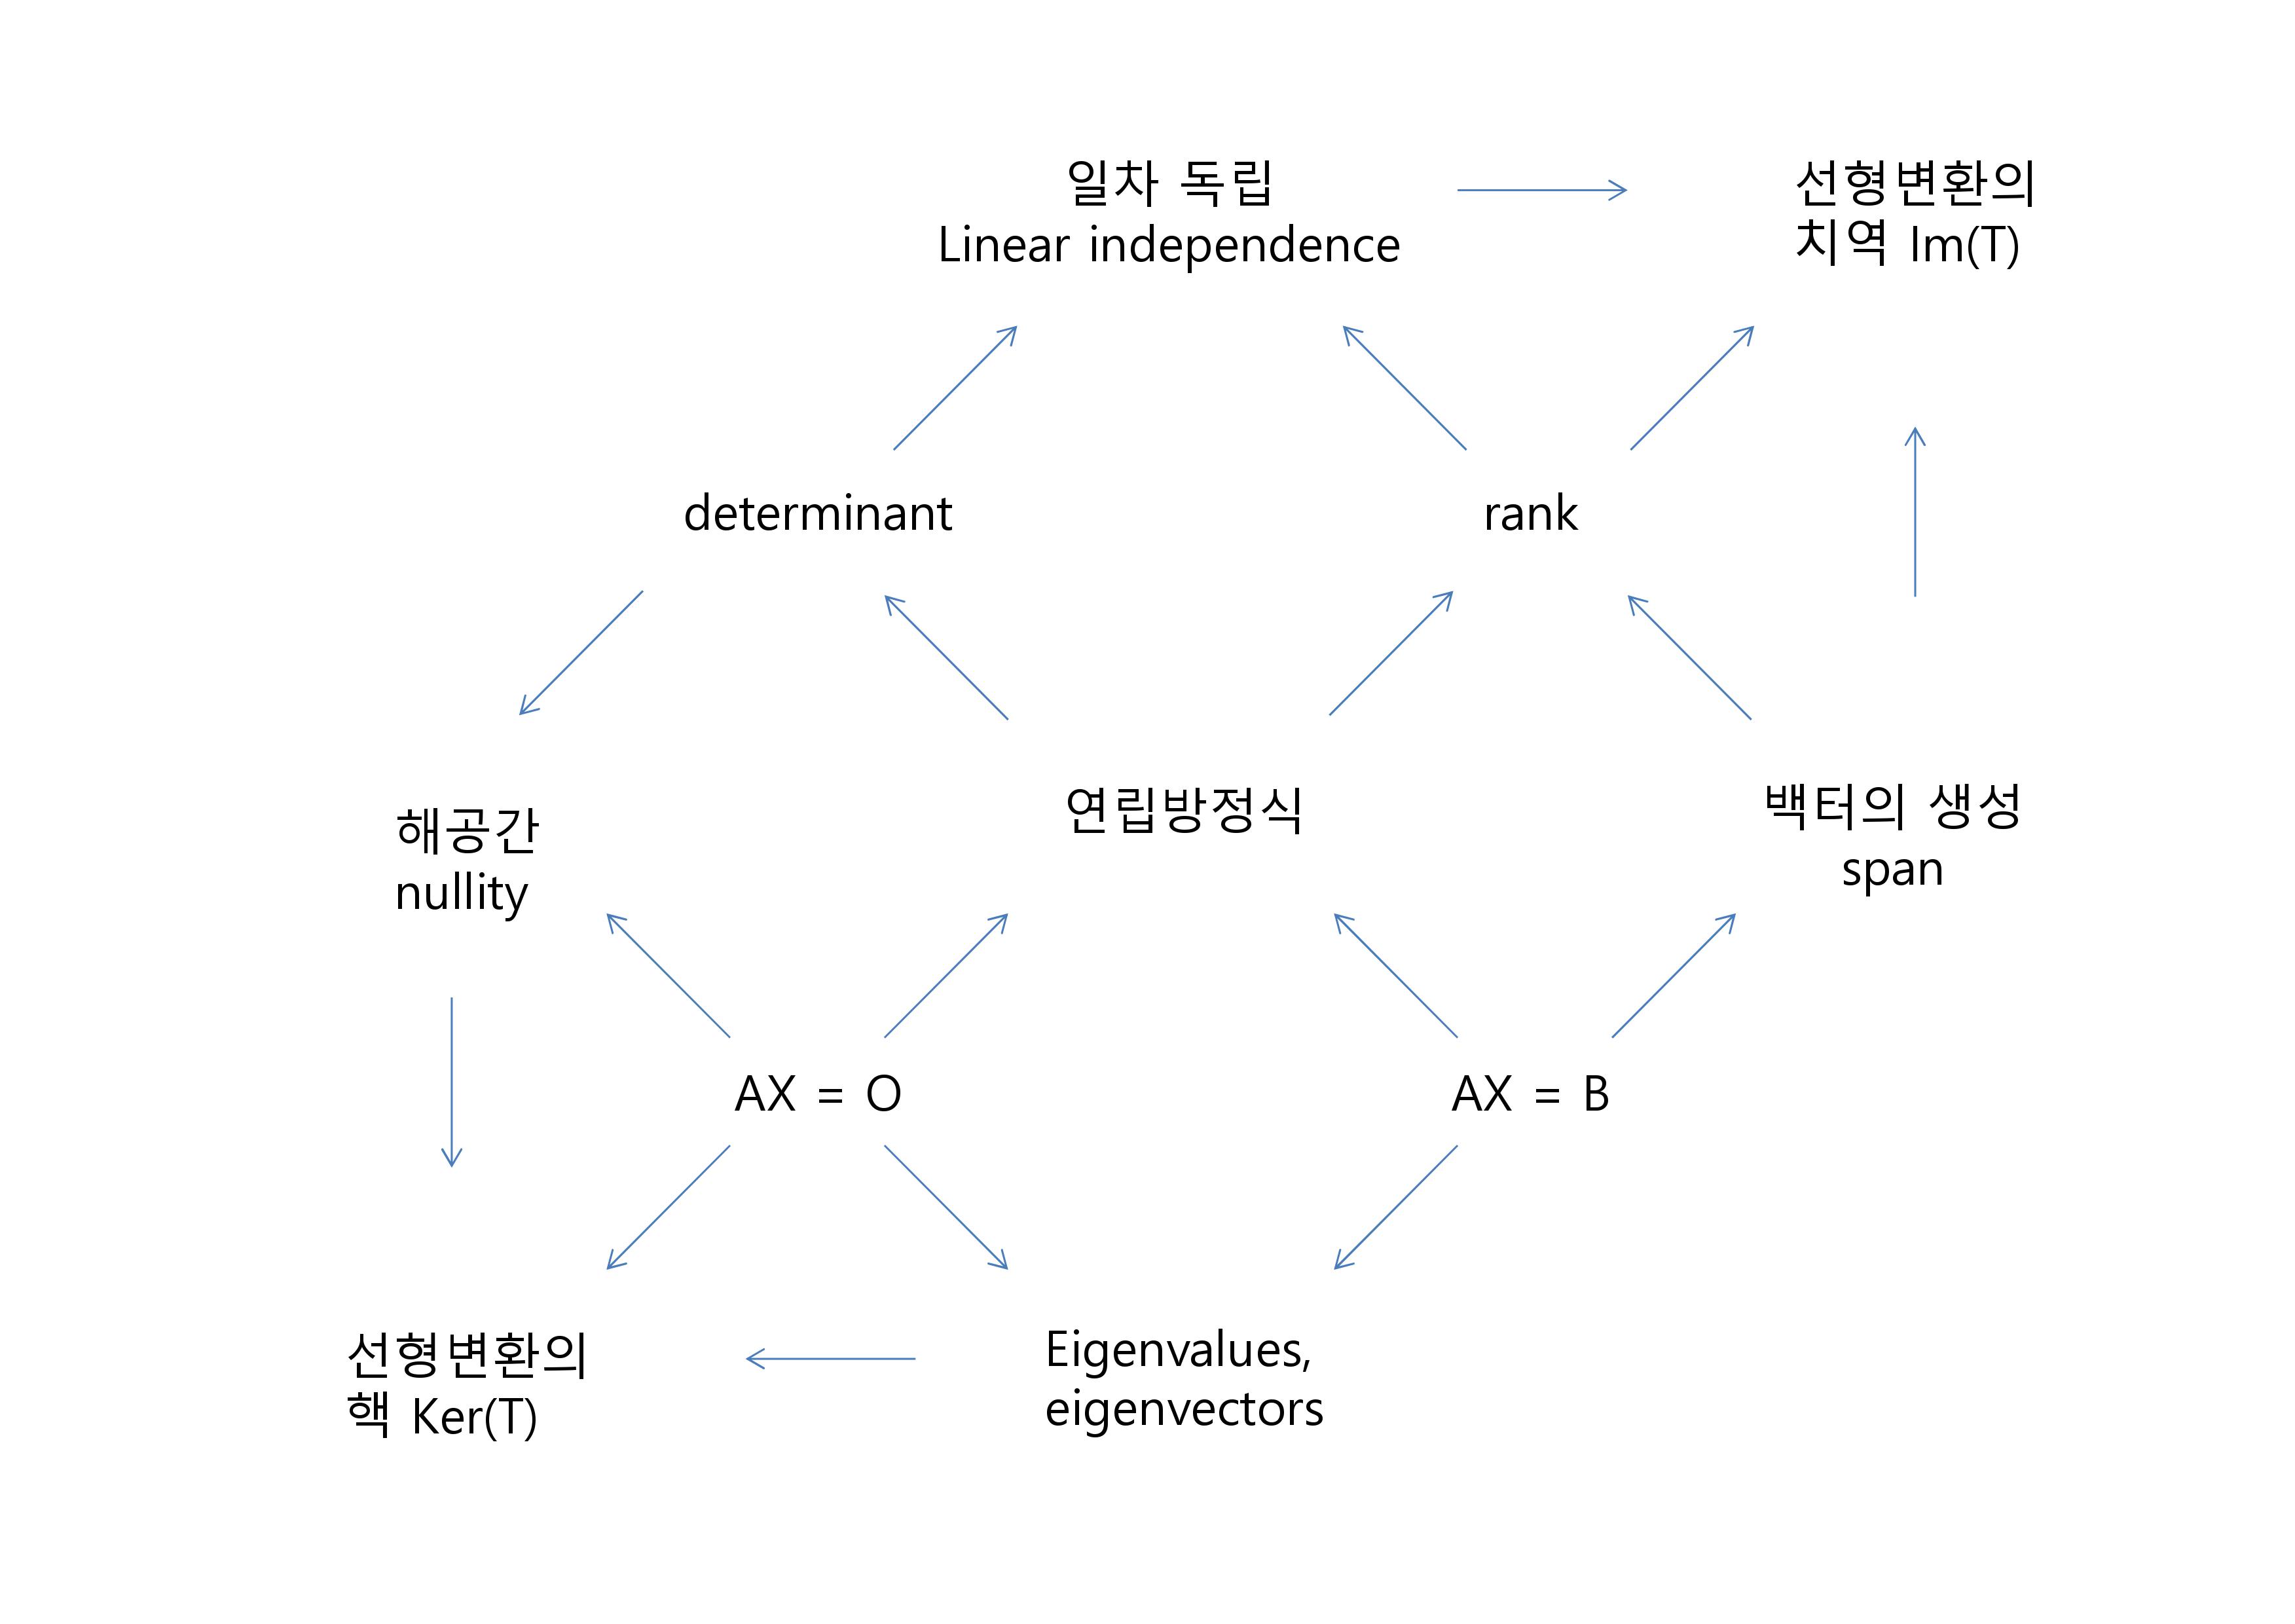 일차 독립
Linear independence
선형변환의
치역 Im(T)
determinant
rank
해공간
nullity
연립방정식
백터의 생성
span
AX = O
AX = B
선형변환의
핵 Ker(T)
Eigenvalues,
eigenvectors